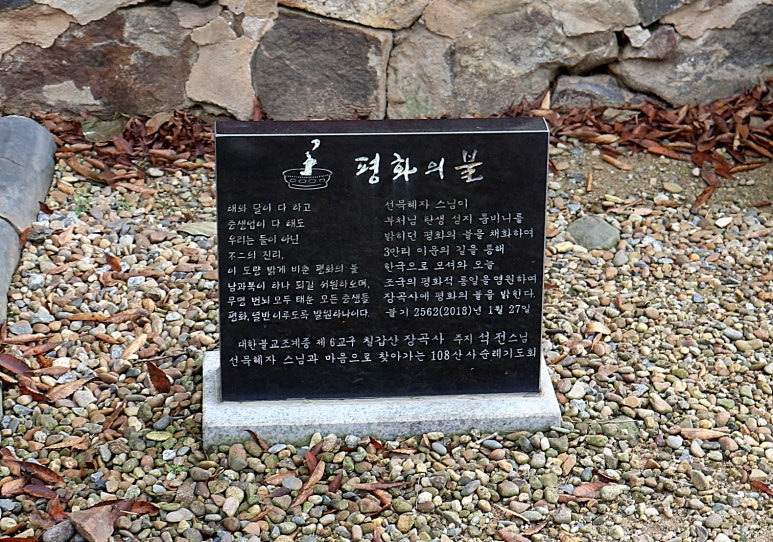 평화의 불
해와 달이 다 하고
중생업이 다 해도
우리는 둘이 아닌
不二의 진리,
이 도량 밝게 비춘 평화의 불
남과북이 하나 되길 서원하오며,
무명 번뇌 모두 태운 모든 중생들
평화, 열반 이루도록 발원하나이다.
선묵혜자 스님이
부처님 탄생 성지 룸비니를
밝히던 평화의 불을 채화하여
3만리 이운의 길을 통해
한국으로 모셔와 오늘,
조국의 평화적 통일을 염원하며
장곡사에 평화의 불을 밝힌다.
불기 2562(2018)년 1월 27일
대한불교조계종 제 6교구 칠갑산 장곡사 주지 석전스님
선묵혜자 스님과 마음으로 찾아가는 108산사순례기도회